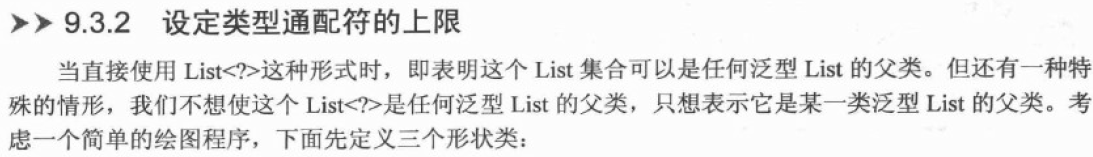 ➤➤ 9.3.2 设定类型通配符的上限
当直接使用 List<?>这种形式时，即表明这个 List 集合可以是任何泛型 List 的父类。但还有一种特
殊的情形，我们不想使这个 List<?>是任何泛型 List 的父类，只想表示它是某一类泛型 List 的父类。考
虑一个简单的绘图程序，下面先定义三个形状类：